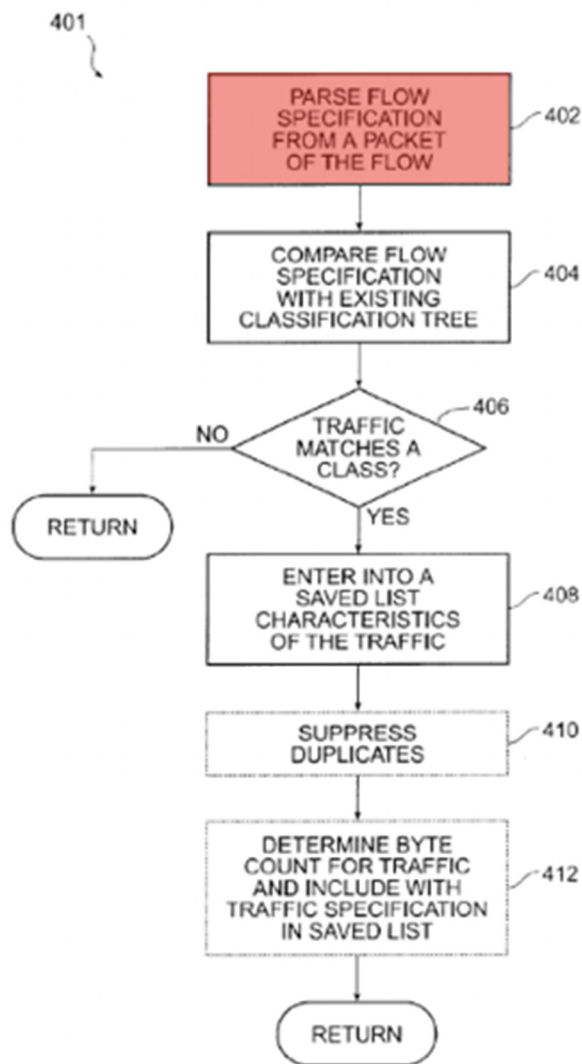 401
PARSE FLOW
SPECIFICATION
FROM A PACKET
OF THE FLOW
402
COMPARE FLOW
SPECIFICATION
WITH EXISTING
CLASSIFICATION TREE
404
TRAFFIC
MATCHES A
CLASS?
406
NO
RETURN
YES
ENTER INTO A
SAVED LIST
CHARACTERISTICS
OF THE TRAFFIC
408
SUPPRESS
DUPLICATES
410
DETERMINE BYTE
COUNT FOR TRAFFIC
AND INCLUDE WITH
TRAFFIC SPECIFICATION
IN SAVED LIST
412
RETURN